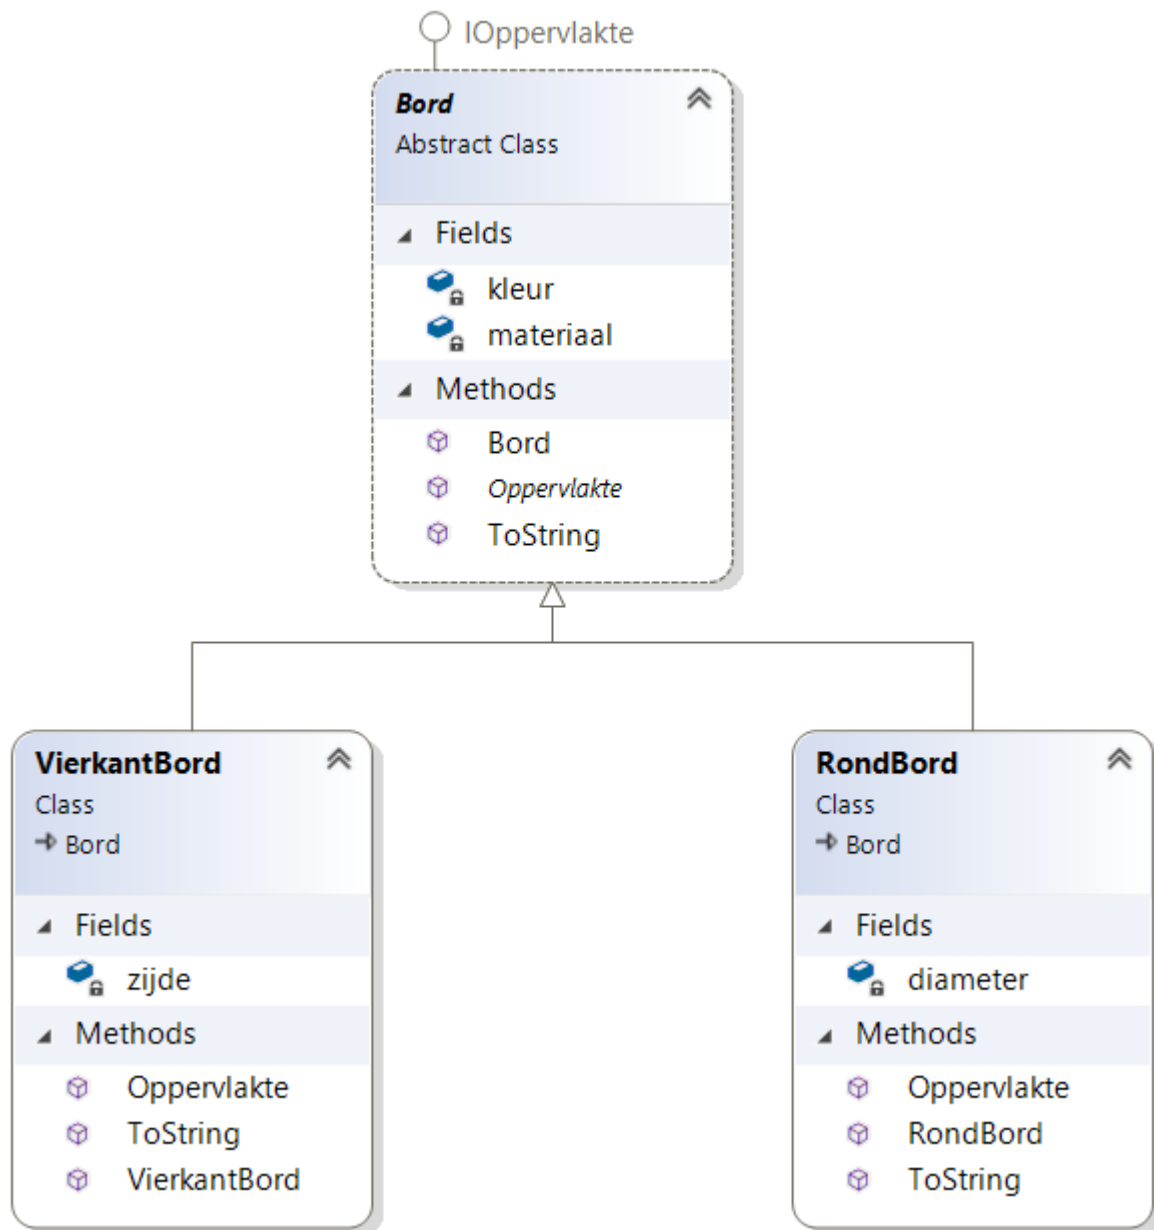 IOppervlakte
Bord
Abstract Class
Fields
kleur
materiaal
Methods
Bord
Oppervlakte
ToString
VierkantBord
Class
Bord
Fields
zijde
Methods
Oppervlakte
ToString
VierkantBord
RondBord
Class
Bord
Fields
diameter
Methods
Oppervlakte
RondBord
ToString